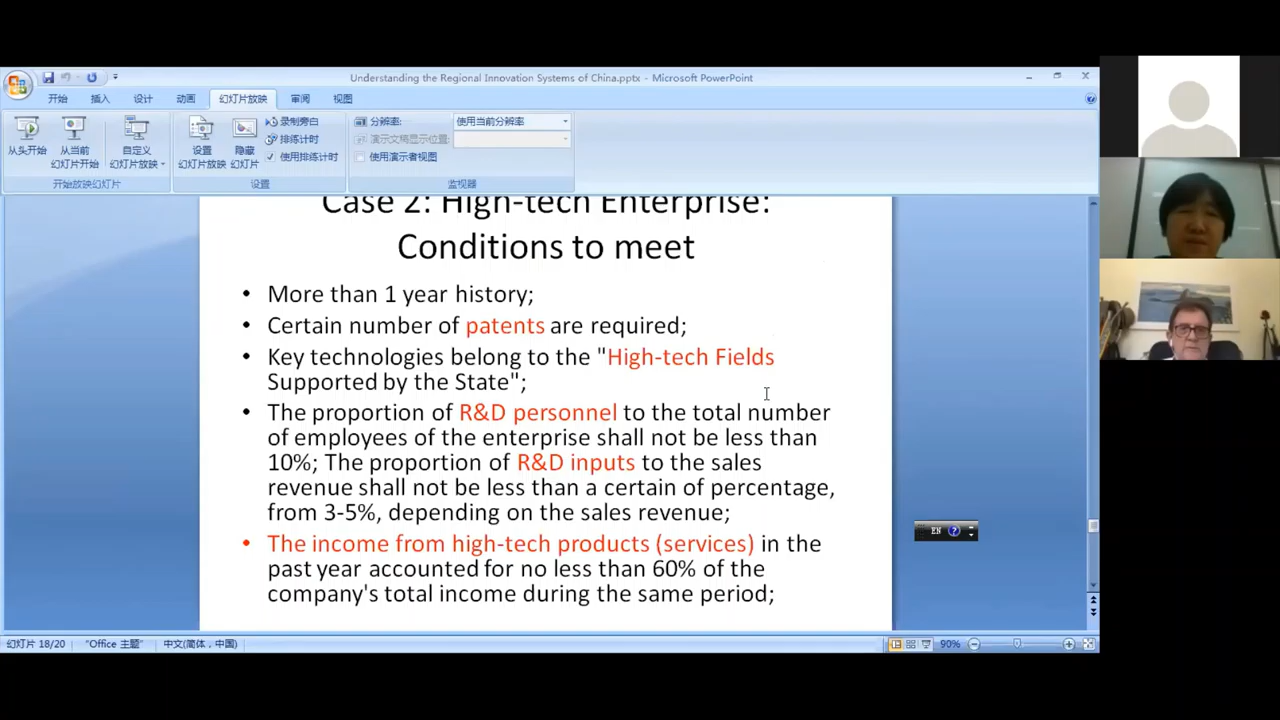 Understanding the Regional Innovation Systems of China.pptx - Microsoft PowerPoint
开始 插入 设计 动画 幻灯片放映 审阅 视图
从头开始
从当前
幻灯片开始
自定义
幻灯片放映
开始放映幻灯片
设置
幻灯片放映
隐藏
幻灯片
录制旁白
排练计时
使用排练计时
设置
分辨率: 使用当前分辨率
演示文稿显示位置:
使用演示者视图
监视器
Case 2: High-tech Enterprise:
Conditions to meet
• More than 1 year history;
• Certain number of patents are required;
• Key technologies belong to the "High-tech Fields
Supported by the State";
• The proportion of R&D personnel to the total number
of employees of the enterprise shall not be less than
10%; The proportion of R&D inputs to the sales
revenue shall not be less than a certain of percentage,
from 3-5%, depending on the sales revenue;
• The income from high-tech products (services) in the
past year accounted for no less than 60% of the
company's total income during the same period;
EN ?
幻灯片 18/20 "Office 主题" 中文(简体，中国) 90%